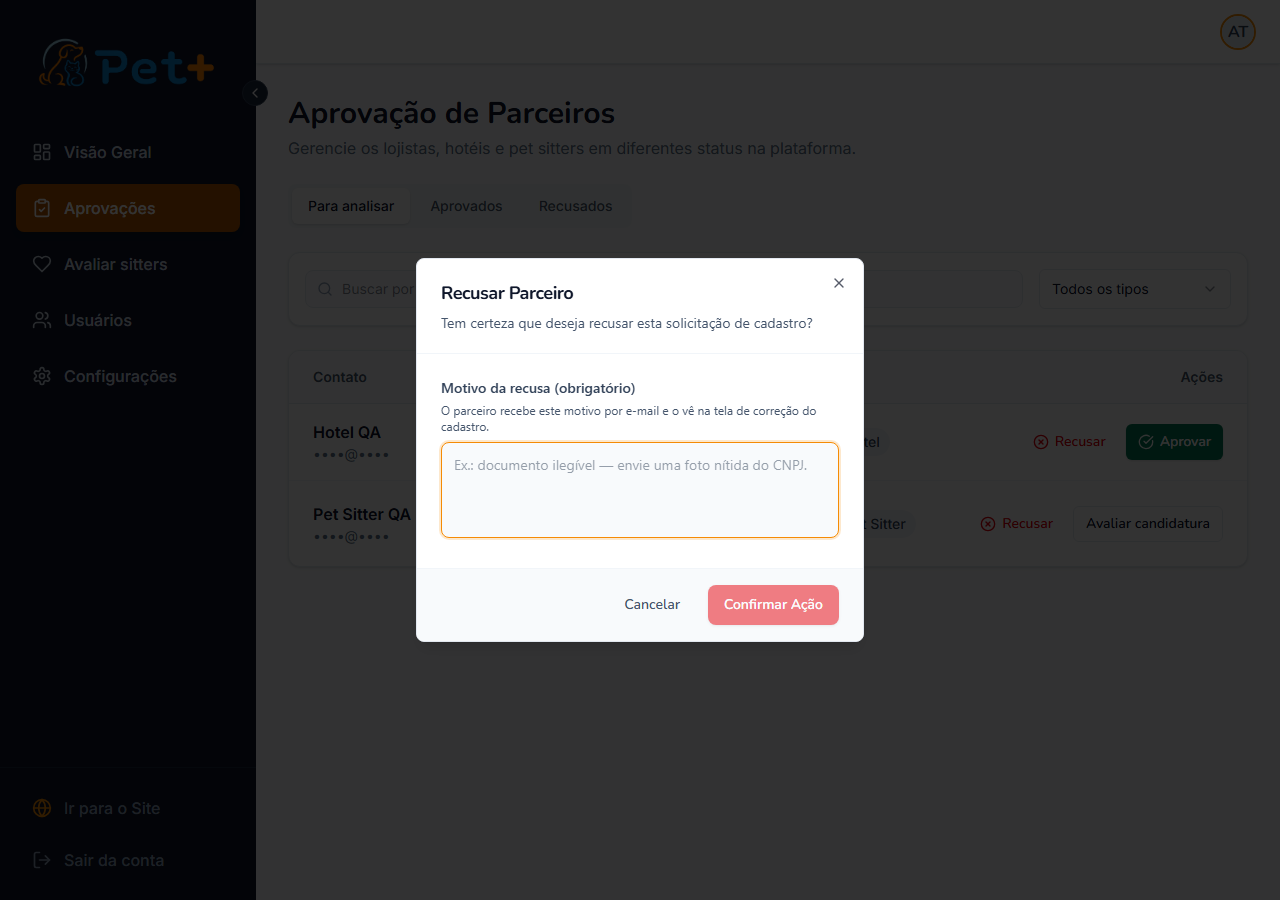 Pet+
AT
Visão Geral
Aprovações
Avaliar sitters
Usuários
Configurações
Ir para o Site
Sair da conta
Aprovação de Parceiros
Gerencie os lojistas, hotéis e pet sitters em diferentes status na plataforma.
Para analisar
Aprovados
Recusados
Buscar por
Todos os tipos
Contato
Ações
Hotel QA
••••@••••
tel
Recusar
Aprovar
Pet Sitter QA
••••@••••
t Sitter
Recusar
Avaliar candidatura
Recusar Parceiro
Tem certeza que deseja recusar esta solicitação de cadastro?
Motivo da recusa (obrigatório)
O parceiro recebe este motivo por e-mail e o vê na tela de correção do
cadastro.
Ex.: documento ilegível — envie uma foto nítida do CNPJ.
Cancelar
Confirmar Ação